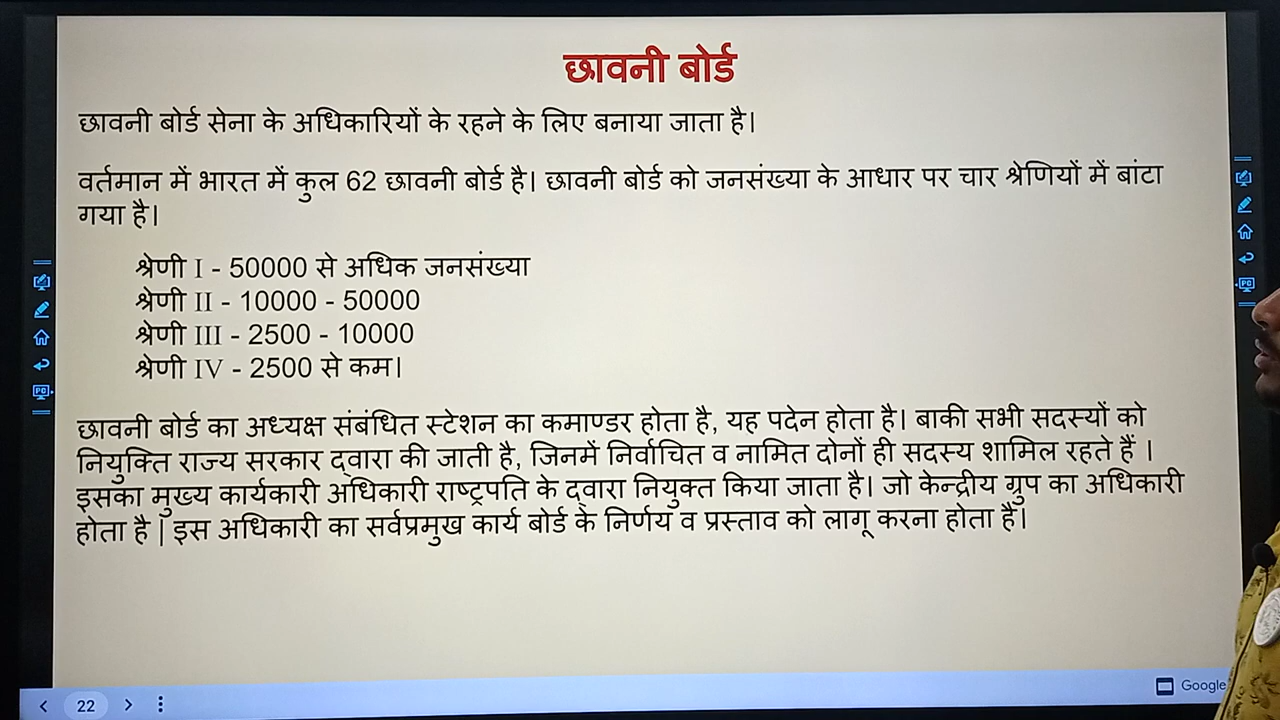 छावनी बोर्ड
छावनी बोर्ड सेना के अधिकारियों के रहने के लिए बनाया जाता है।
वर्तमान में भारत में कुल 62 छावनी बोर्ड है। छावनी बोर्ड को जनसंख्या के आधार पर चार श्रेणियों में बांटा
गया है।
श्रेणी I - 50000 से अधिक जनसंख्या
श्रेणी II - 10000 - 50000
श्रेणी III - 2500 - 10000
श्रेणी IV - 2500 से कम।
छावनी बोर्ड का अध्यक्ष संबंधित स्टेशन का कमाण्डर होता है, यह पदेन होता है। बाकी सभी सदस्यों को
नियुक्ति राज्य सरकार द्वारा की जाती है, जिनमें निर्वाचित व नामित दोनों ही सदस्य शामिल रहते हैं ।
इसका मुख्य कार्यकारी अधिकारी राष्ट्रपति के द्वारा नियुक्त किया जाता है। जो केन्द्रीय ग्रुप का अधिकारी
होता है | इस अधिकारी का सर्वप्रमुख कार्य बोर्ड के निर्णय व प्रस्ताव को लागू करना होता है।
22
Google